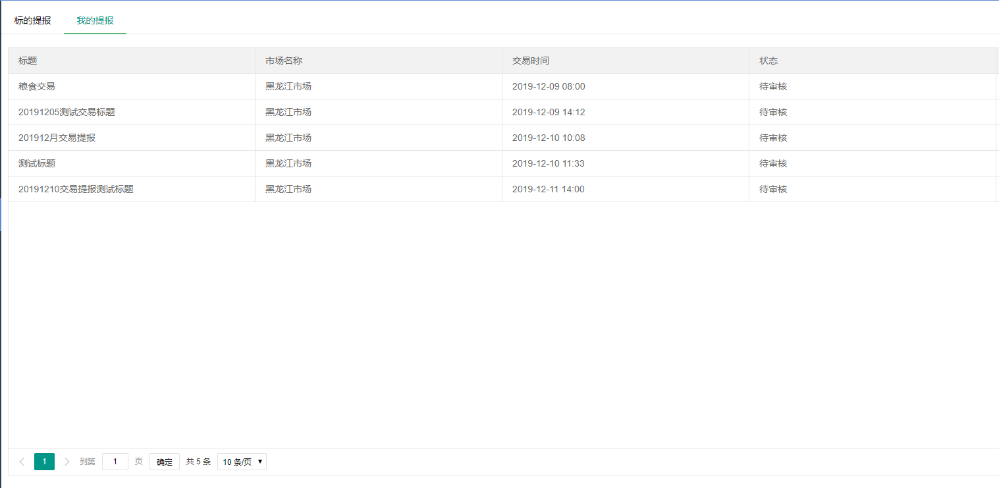 标的提报 我的提报
标题 市场名称 交易时间 状态
粮食交易 黑龙江市场 2019-12-09 08:00 待审核
20191205测试交易标题 黑龙江市场 2019-12-09 14:12 待审核
201912月交易提报 黑龙江市场 2019-12-10 10:08 待审核
测试标题 黑龙江市场 2019-12-10 11:33 待审核
20191210交易提报测试标题 黑龙江市场 2019-12-11 14:00 待审核
1 到第 1 页 确定 共 5 条 10 条/页